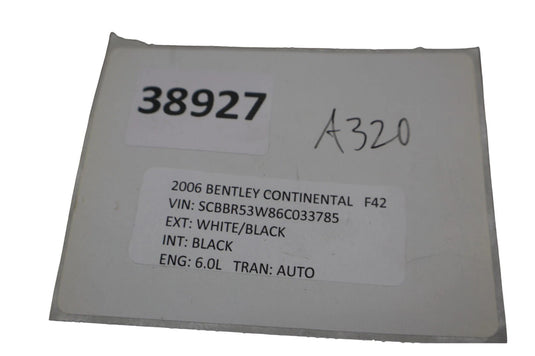 38927
A320
2006 BENTLEY CONTINENTAL F42
VIN: SCBBR53W86C033785
EXT: WHITE/BLACK
INT: BLACK
ENG: 6.0L TRAN: AUTO